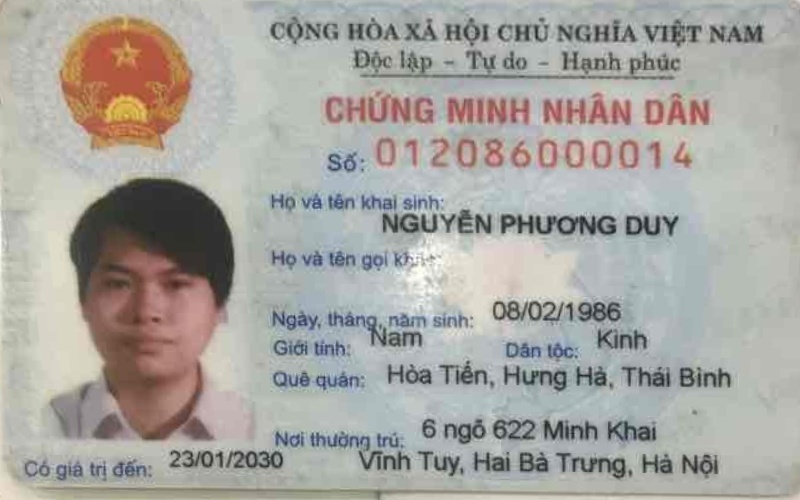 CỘNG HÒA XÃ HỘI CHỦ NGHĨA VIỆT NAM
Độc lập - Tự do - Hạnh phúc
CHỨNG MINH NHÂN DÂN
Số: 012086000014
Họ và tên khai sinh:
NGUYỄN PHƯƠNG DUY
Họ và tên gọi khác:
Ngày, tháng, năm sinh: 08/02/1986
Giới tính: Nam Dân tộc: Kinh
Quê quán: Hòa Tiến, Hưng Hà, Thái Bình
Nơi thường trú: 6 ngõ 622 Minh Khai
Vĩnh Tuy, Hai Bà Trưng, Hà Nội
Có giá trị đến: 23/01/2030